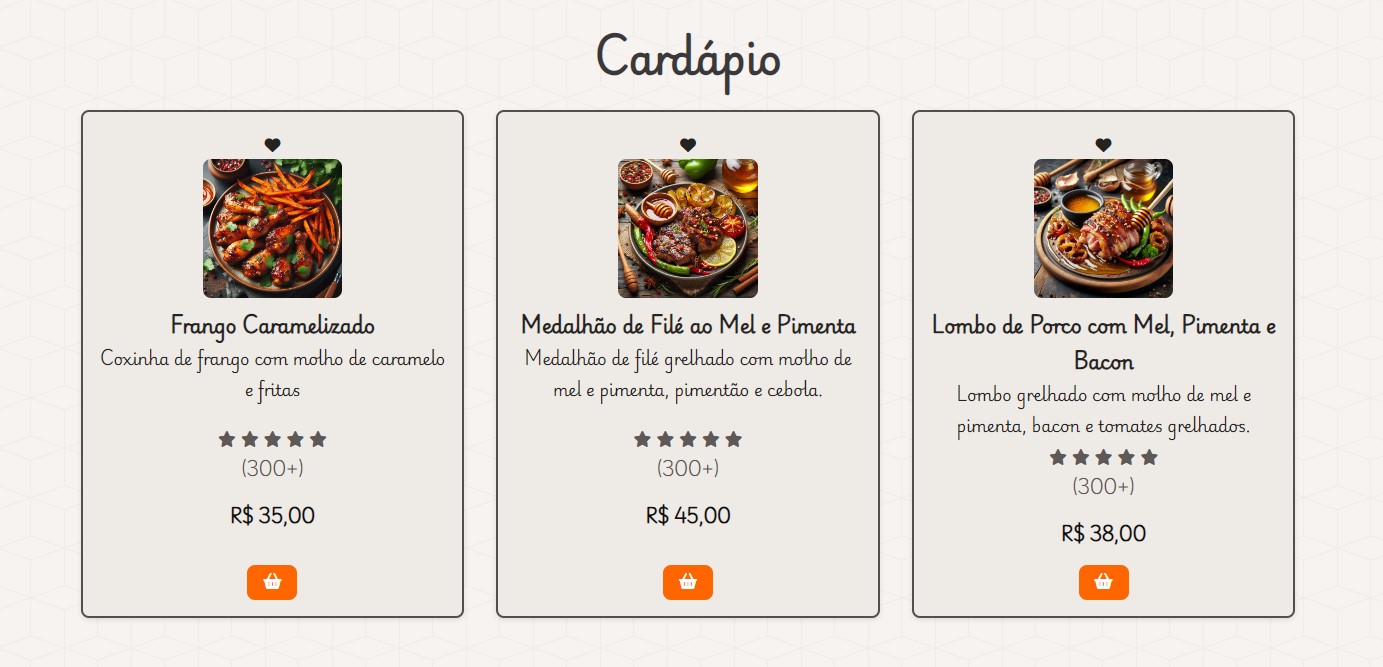 Cardápio
Frango Caramelizado
Coxinha de frango com molho de caramelo
e fritas
(300+)
R$ 35,00
Medalhão de Filé ao Mel e Pimenta
Medalhão de filé grelhado com molho de
mel e pimenta, pimentão e cebola.
(300+)
R$ 45,00
Lombo de Porco com Mel, Pimenta e
Bacon
Lombo grelhado com molho de mel e
pimenta, bacon e tomates grelhados.
(300+)
R$ 38,00